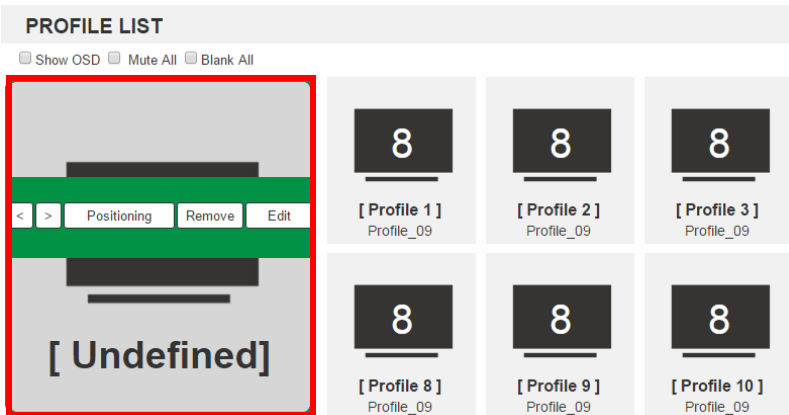 PROFILE LIST
Show OSD Mute All Blank All
< > Positioning Remove Edit
[ Undefined]
8 8 8
[ Profile 1 ] [ Profile 2 ] [ Profile 3 ]
Profile_09 Profile_09 Profile_09
8 8 8
[ Profile 8 ] [ Profile 9 ] [ Profile 10 ]
Profile_09 Profile_09 Profile_09